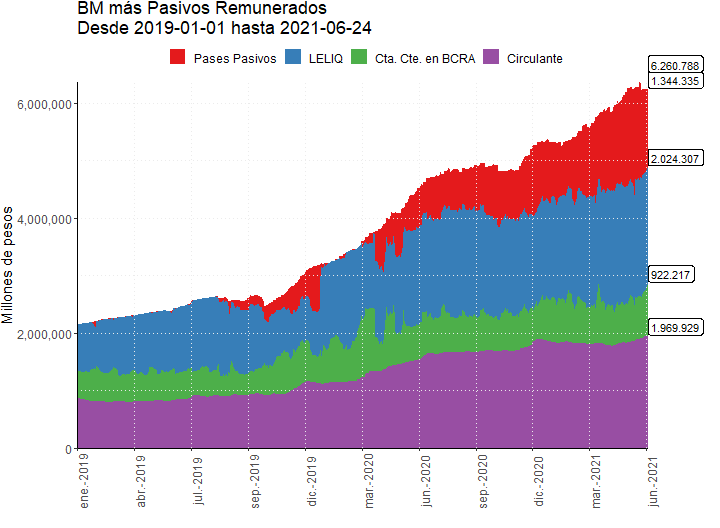 BM más Pasivos Remunerados
Desde 2019-01-01 hasta 2021-06-24
Pases Pasivos
LELIQ
Cta. Cte. en BCRA
Circulante
6.260.788
1.344.335
2.024.307
922.217
1.969.929
Millones de pesos
6,000,000
4,000,000
2,000,000
0
ene.-2019
abr.-2019
jul.-2019
sep.-2019
dic.-2019
mar.-2020
jun.-2020
sep.-2020
dic.-2020
mar.-2021
jun.-2021